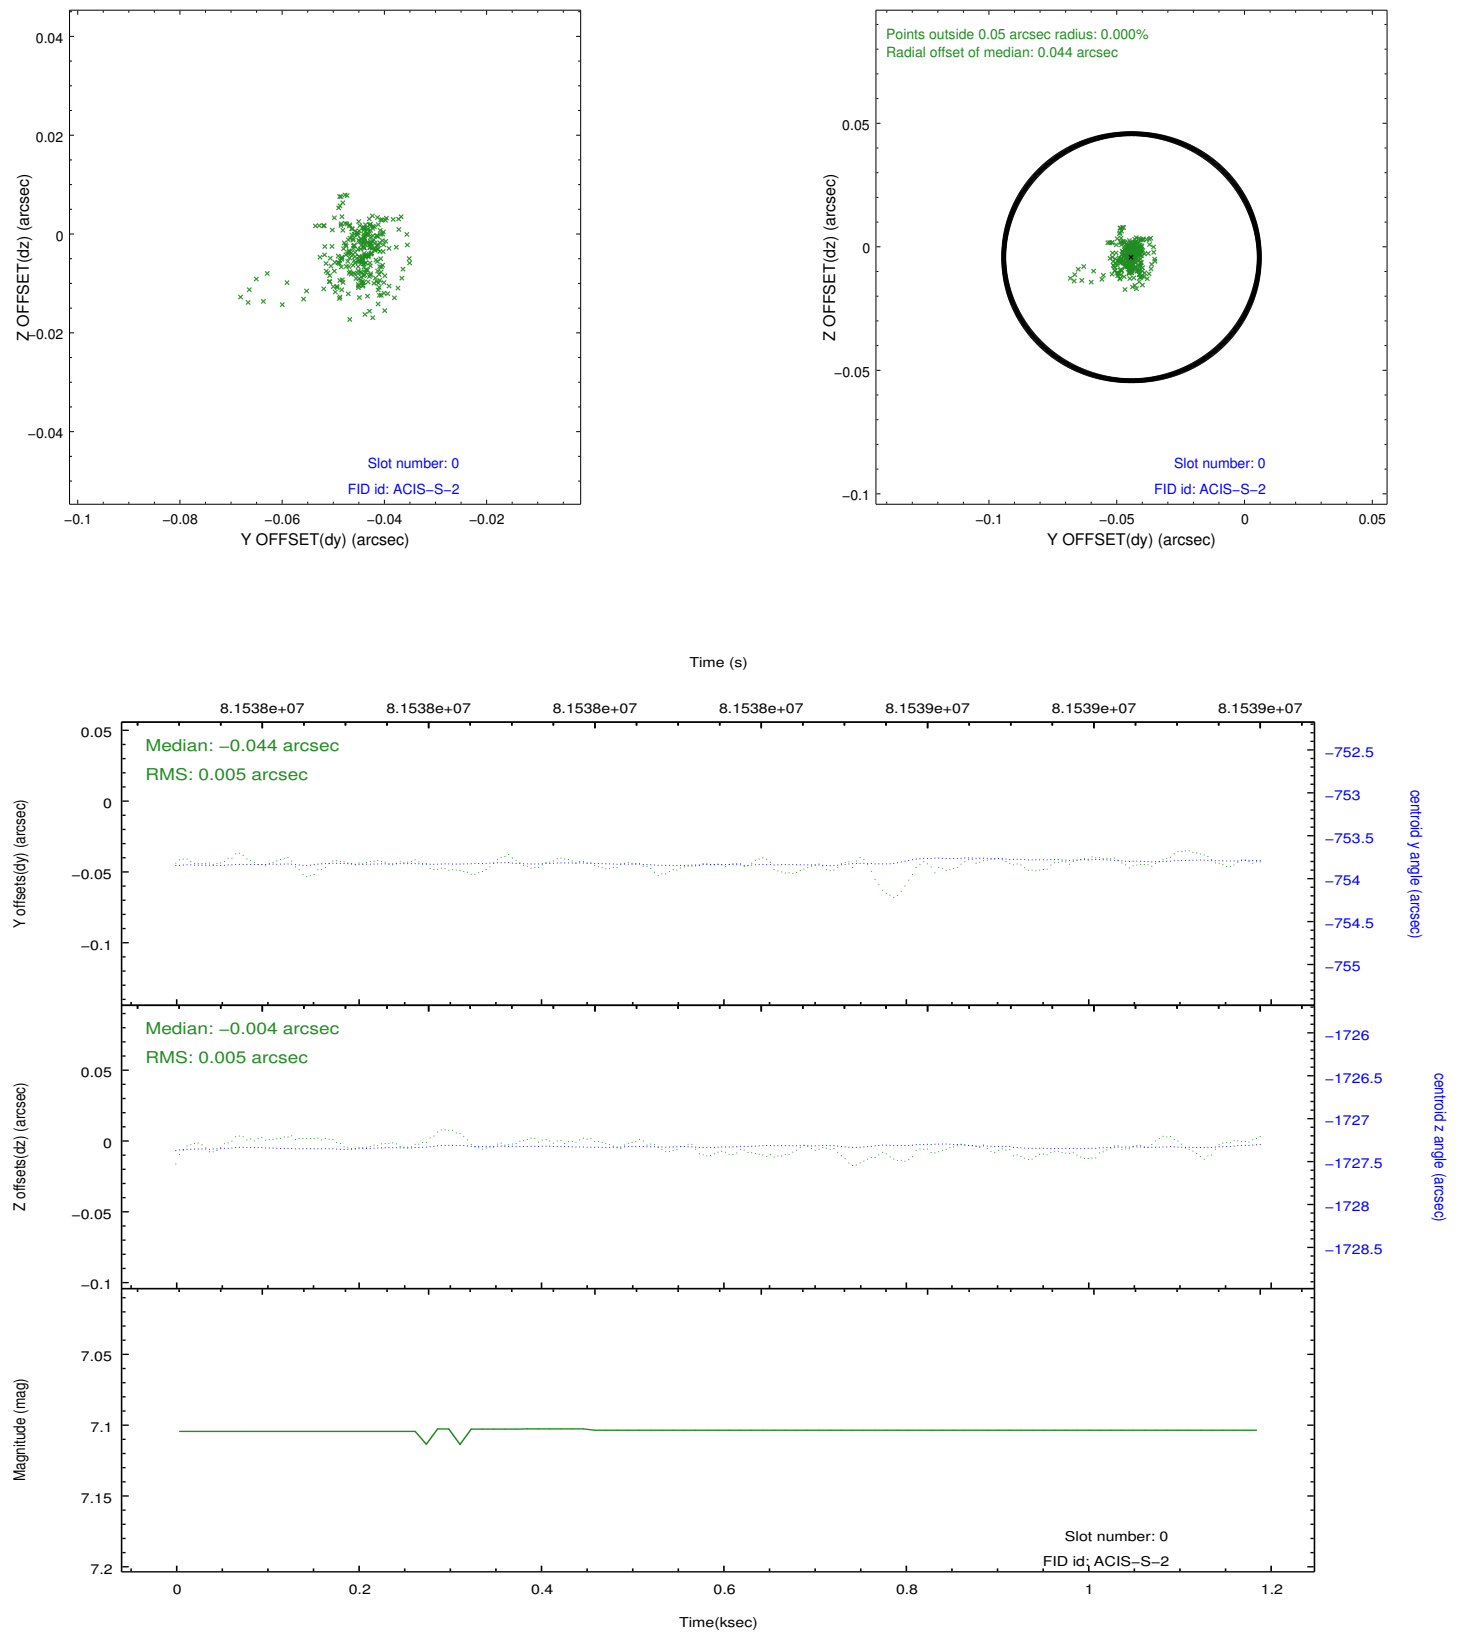 0.04
0.02
0
−0.02
−0.04
Z OFFSET(dz) (arcsec)
Slot number: 0
FID id: ACIS−S−2
−0.1
−0.08
−0.06
−0.04
−0.02
Y OFFSET(dy) (arcsec)
Points outside 0.05 arcsec radius: 0.000%
Radial offset of median: 0.044 arcsec
0.05
0
−0.05
−0.1
Z OFFSET(dz) (arcsec)
Slot number: 0
FID id: ACIS−S−2
−0.1
−0.05
0
0.05
Y OFFSET(dy) (arcsec)
Time (s)
8.1538e+07
8.1538e+07
8.1538e+07
8.1538e+07
8.1539e+07
8.1539e+07
8.1539e+07
Median: −0.044 arcsec
RMS: 0.005 arcsec
0.05
0
−0.05
−0.1
Y offsets(dy) (arcsec)
−752.5
−753
−753.5
−754
−754.5
−755
centroid y angle (arcsec)
Median: −0.004 arcsec
RMS: 0.005 arcsec
0.05
0
−0.05
−0.1
Z offsets(dz) (arcsec)
−1726
−1726.5
−1727
−1727.5
−1728
−1728.5
centroid z angle (arcsec)
7.05
7.1
7.15
7.2
Magnitude (mag)
Slot number: 0
FID id: ACIS−S−2
0
0.2
0.4
0.6
0.8
1
1.2
Time(ksec)